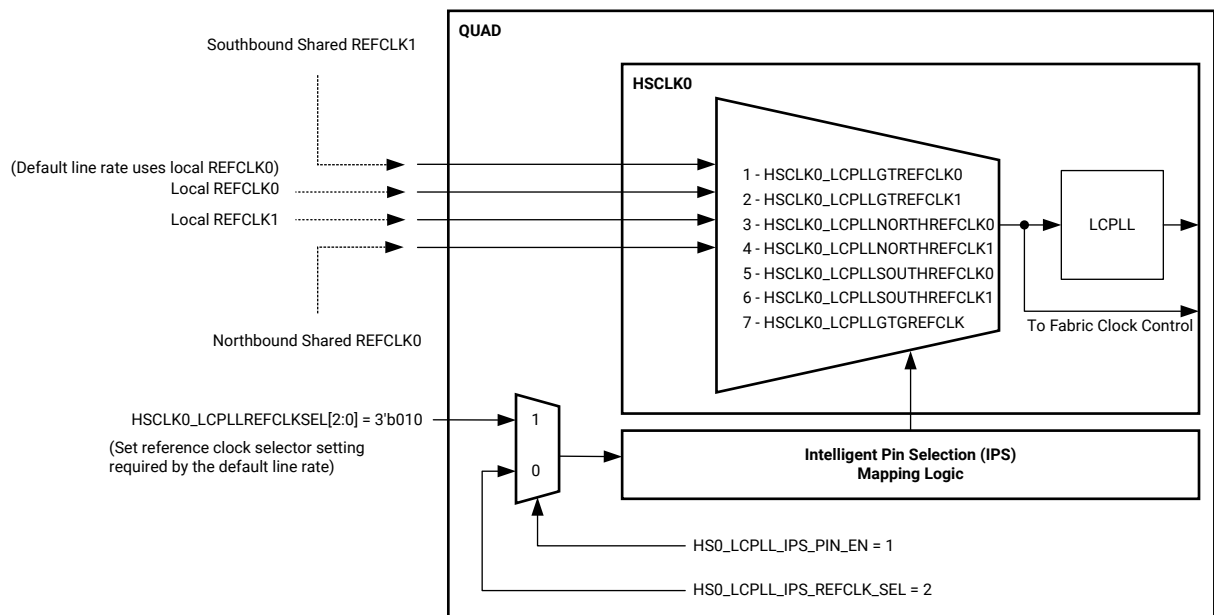 QUAD
Southbound Shared REFCLK1
HSCLK0
(Default line rate uses local REFCLK0)
Local REFCLK0
Local REFCLK1
Northbound Shared REFCLK0
1 - HSCLK0_LCPLLGTREFCLK0
2 - HSCLK0_LCPLLGTREFCLK1
3 - HSCLK0_LCPLLNORTHREFCLK0
4 - HSCLK0_LCPLLNORTHREFCLK1
5 - HSCLK0_LCPLLSOUTHREFCLK0
6 - HSCLK0_LCPLLSOUTHREFCLK1
7 - HSCLK0_LCPLLGTGREFCLK
LCPLL
To Fabric Clock Control
HSCLK0_LCPLLREFCLKSEL[2:0] = 3'b010
(Set reference clock selector setting
required by the default line rate)
1
0
Intelligent Pin Selection (IPS)
Mapping Logic
HS0_LCPLL_IPS_PIN_EN = 1
HS0_LCPLL_IPS_REFCLK_SEL = 2